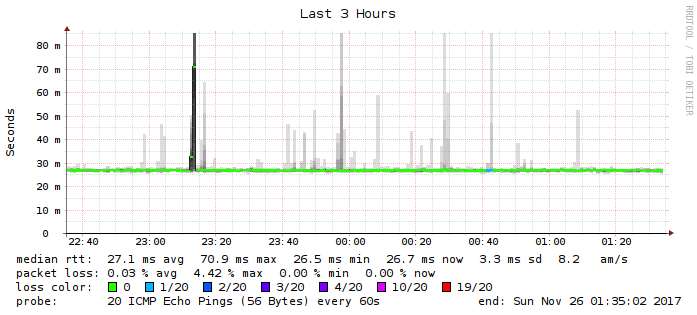 Last 3 Hours
RRDTOOL / TOBI OETIKER
Seconds
80 m
70 m
60 m
50 m
40 m
30 m
20 m
10 m
0
22:40 23:00 23:20 23:40 00:00 00:20 00:40 01:00 01:20
median rtt: 27.1 ms avg 70.9 ms max 26.5 ms min 26.7 ms now 3.3 ms sd 8.2 am/s
packet loss: 0.03 % avg 4.42 % max 0.00 % min 0.00 % now
loss color: 0 1/20 2/20 3/20 4/20 10/20 19/20
probe: 20 ICMP Echo Pings (56 Bytes) every 60s end: Sun Nov 26 01:35:02 2017